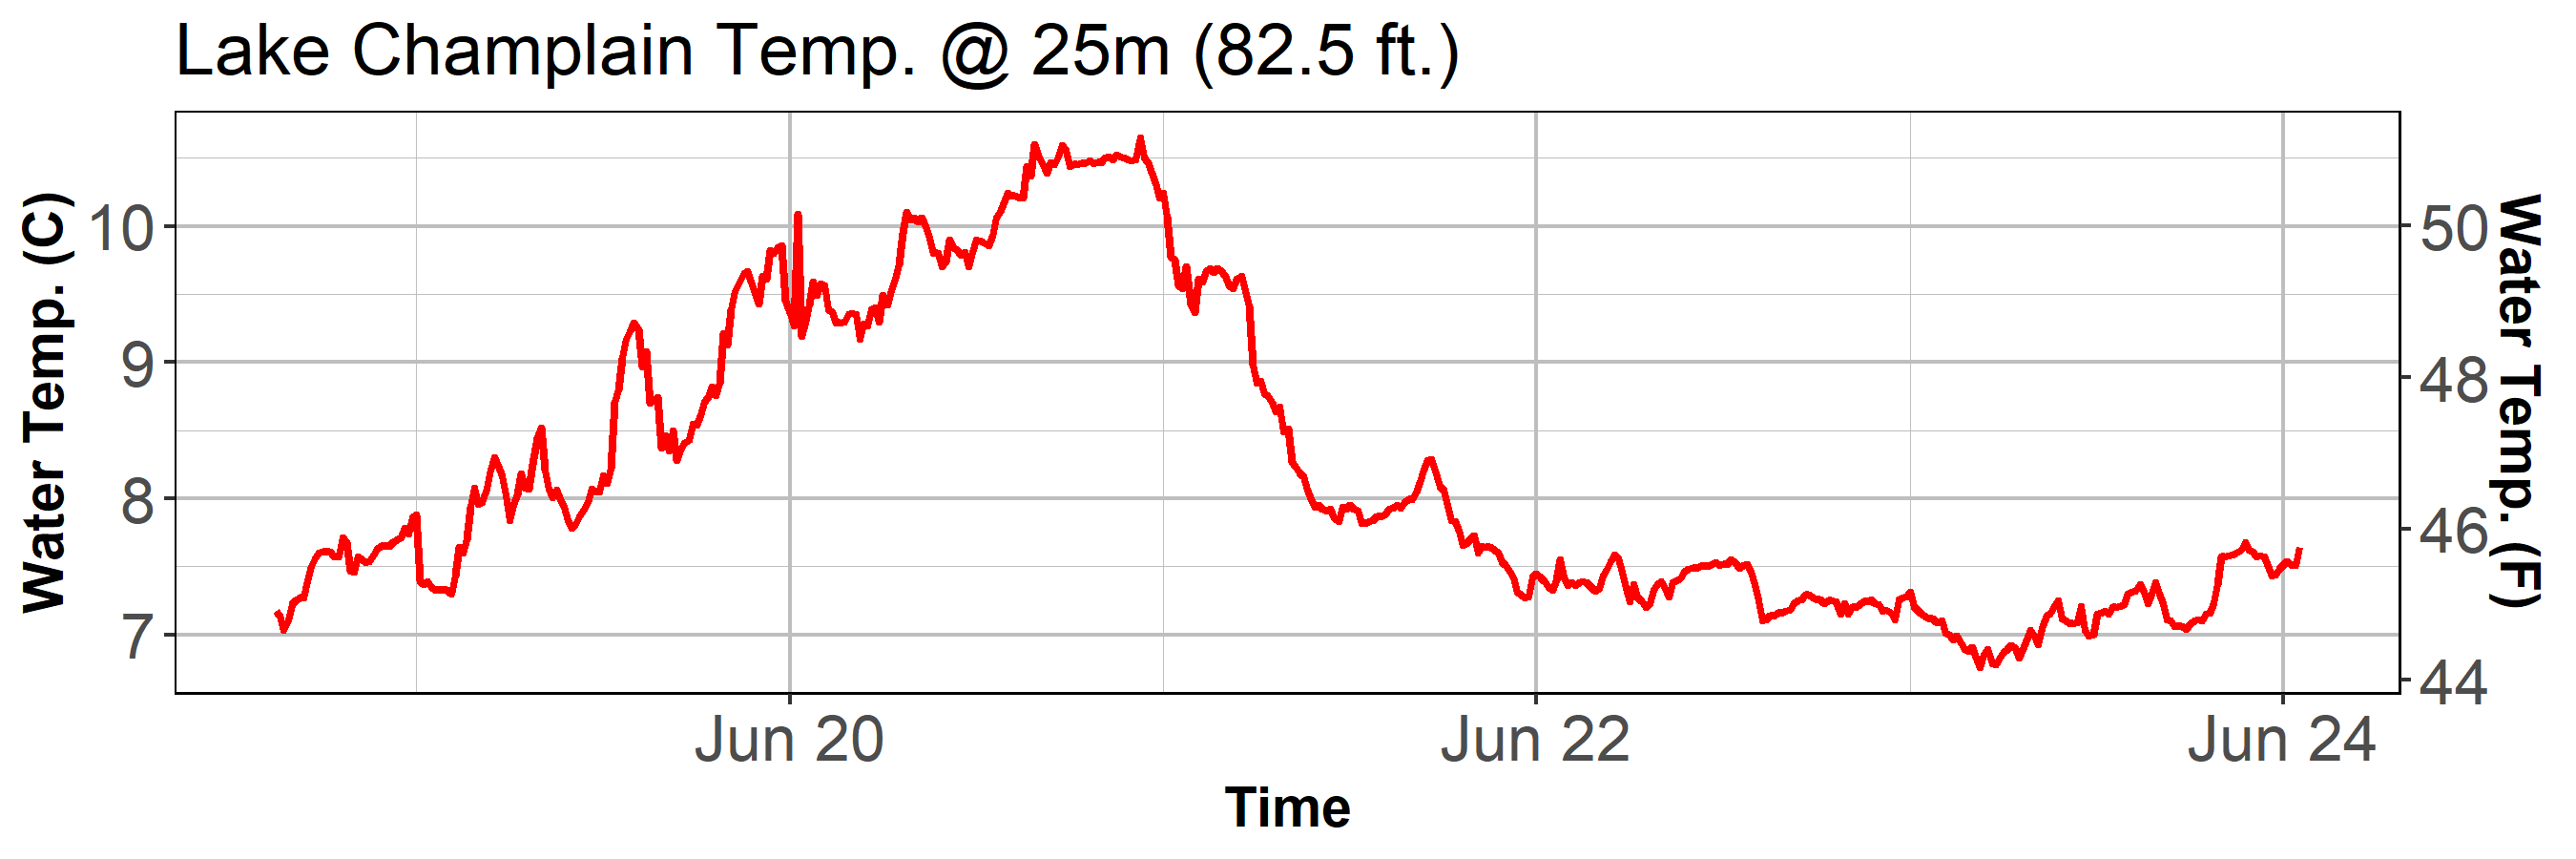 Lake Champlain Temp. @ 25m (82.5 ft.)
Water Temp. (C)
10
9
8
7
50
48
46
44
Water Temp. (F)
Jun 20
Jun 22
Jun 24
Time